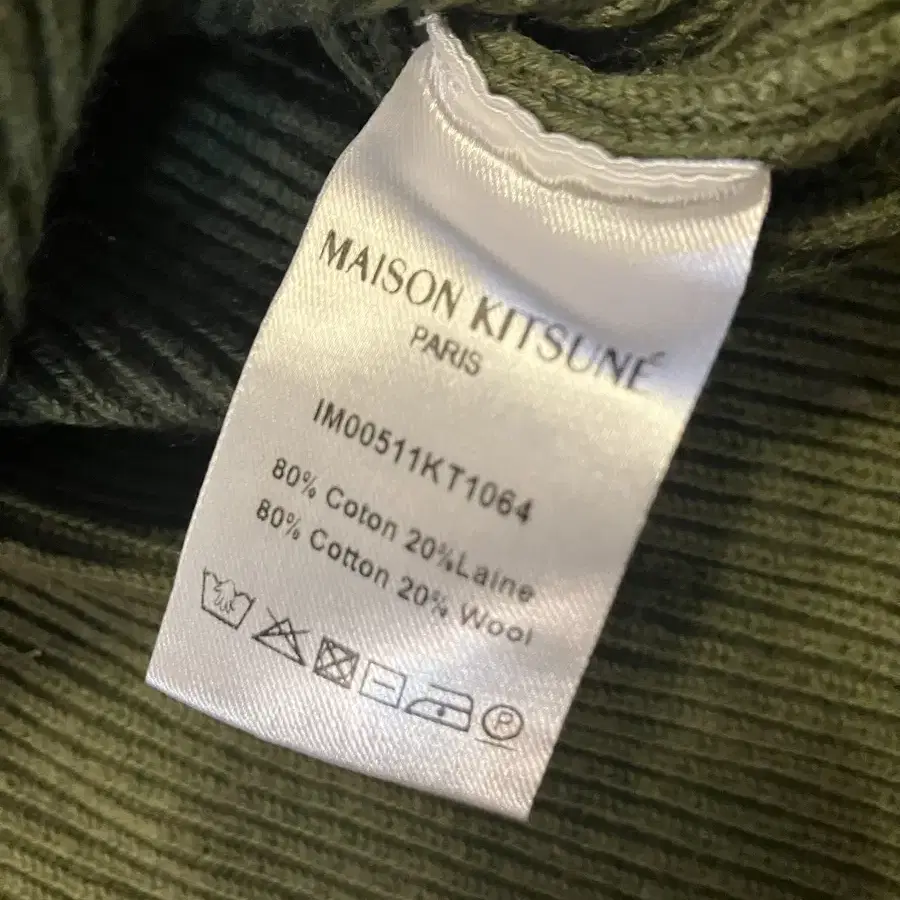 MAISON KITSUNÉ
PARIS
IM00511KT1064
80% Coton 20%Laine
80% Cotton 20% Wool
P